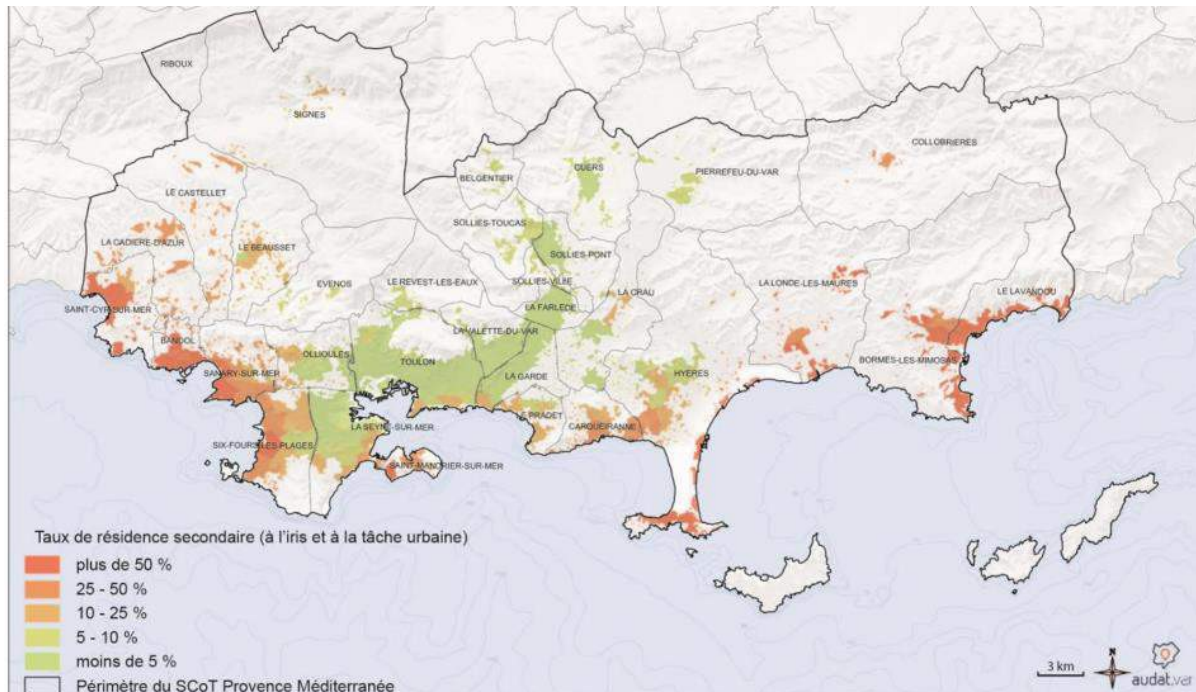 RIBOUX
SIGNES
COLLOBRIERES
CUERS
PIERREFEU-DU-VAR
BELGENTIER
LE CASTELLET
SOLLIES-TOUCAS
LA CADIERE-D'AZUR
LE BEAUSSET
SOLLIES-PONT
EVENOS
LE REVEST-LES-EAUX
SOLLIES-VILLE
LA CRAU
LA LONDE-LES-MAURES
LE LAVANDOU
SAINT-CYR-SUR-MER
LA FARLEDE
LA VALETTE-DU-VAR
BANDOL
OLLIOULES
TOULON
BORMES-LES-MIMOSAS
SANARY-SUR-MER
LA GARDE
HYERES
LE PRADET
CARQUEIRANNE
LA SEYNE-SUR-MER
SIX-FOURS-LES-PLAGES
SAINT-MANDRIER-SUR-MER
Taux de résidence secondaire (à l'iris et à la tâche urbaine)
plus de 50 %
25 - 50 %
10 - 25 %
5 - 10 %
moins de 5 %
Périmètre du SCoT Provence Méditerranée
3 km
N
audat.var